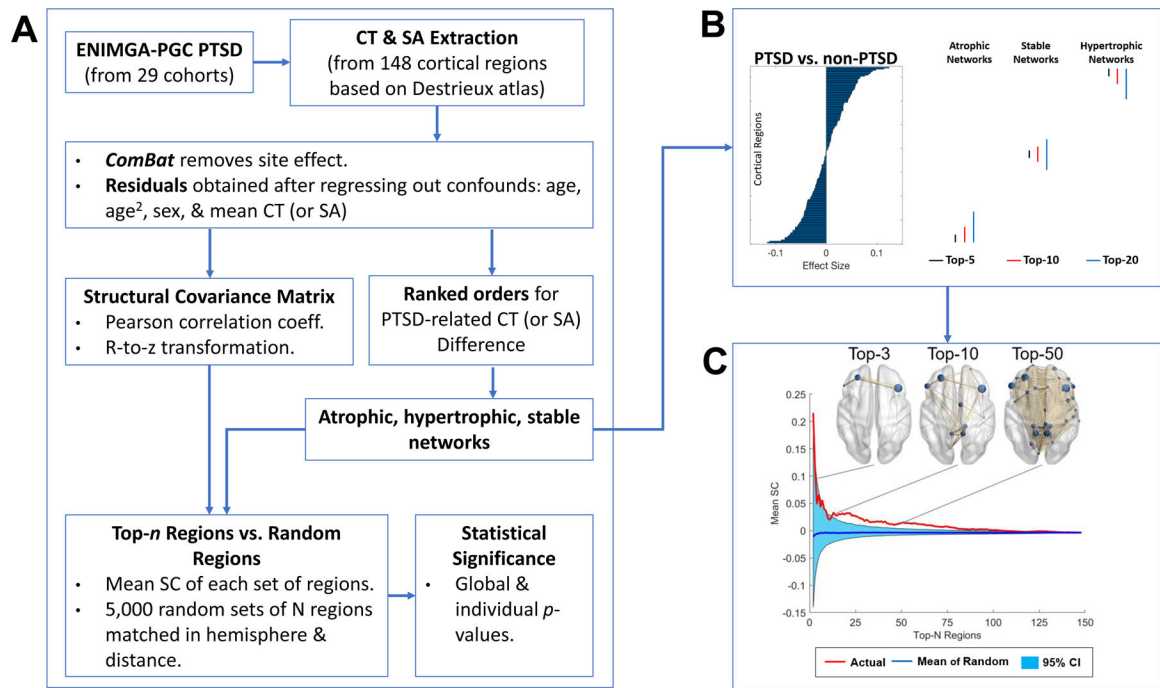 A
ENIMGA-PGC PTSD
(from 29 cohorts)
CT & SA Extraction
(from 148 cortical regions
based on Destrieux atlas)
• ComBat removes site effect.
• Residuals obtained after regressing out confounds: age,
age², sex, & mean CT (or SA)
Structural Covariance Matrix
• Pearson correlation coeff.
• R-to-z transformation.
Ranked orders for
PTSD-related CT (or SA)
Difference
Atrophic, hypertrophic, stable
networks
Top-n Regions vs. Random
Regions
• Mean SC of each set of regions.
• 5,000 random sets of N regions
matched in hemisphere &
distance.
Statistical
Significance
• Global &
individual p-
values.
B
PTSD vs. non-PTSD
Cortical Regions
-0.1 0 0.1
Effect Size
Atrophic
Networks
Stable
Networks
Hypertrophic
Networks
Top-5 Top-10 Top-20
C
Top-3 Top-10 Top-50
0.25
0.2
0.15
0.1
0.05
0
-0.05
-0.1
-0.15
Mean SC
0 25 50 75 100 125 150
Top-N Regions
Actual Mean of Random 95% CI